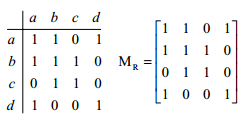 a b c d
a 1 1 0 1
b 1 1 1 0
c 0 1 1 0
d 1 0 0 1
M_R =
1 1 0 1
1 1 1 0
0 1 1 0
1 0 0 1